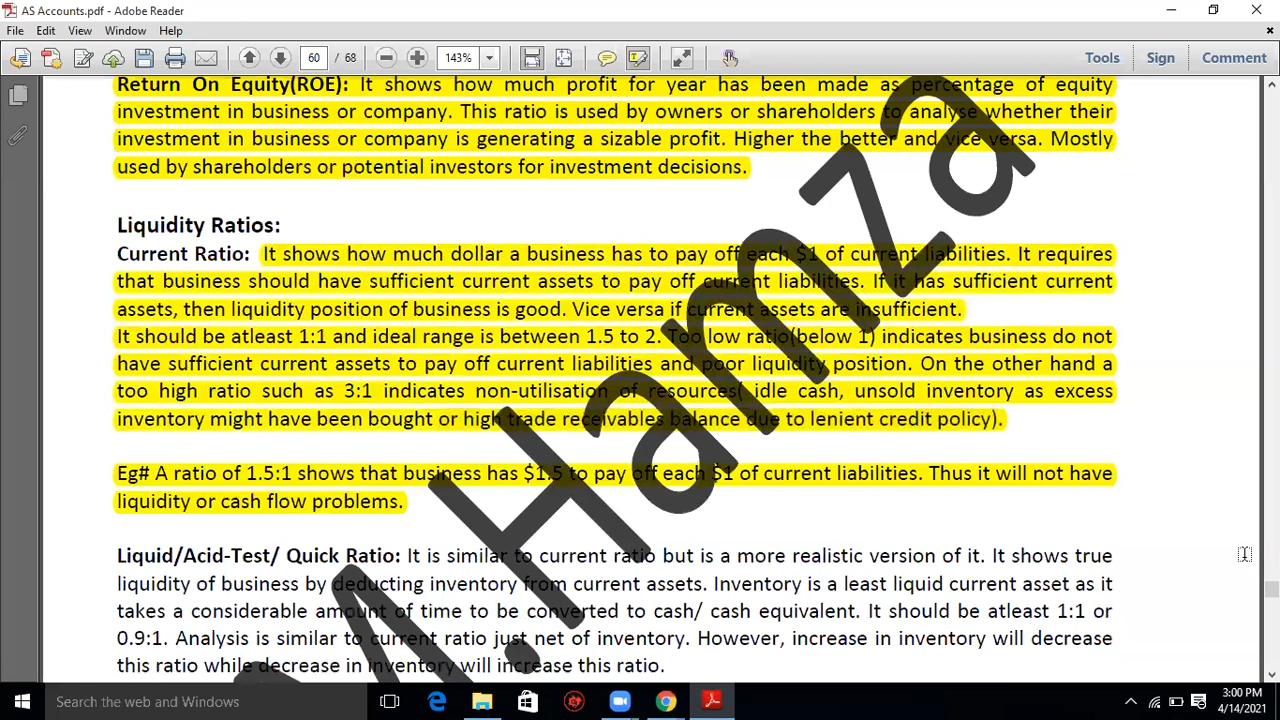 AS Accounts.pdf - Adobe Reader
File Edit View Window Help
60 / 68 143% Tools Sign Comment
Return On Equity(ROE): It shows how much profit for year has been made as percentage of equity
investment in business or company. This ratio is used by owners or shareholders to analyse whether their
investment in business or company is generating a sizable profit. Higher the better and vice versa. Mostly
used by shareholders or potential investors for investment decisions.
Liquidity Ratios:
Current Ratio: It shows how much dollar a business has to pay off each $1 of current liabilities. It requires
that business should have sufficient current assets to pay off current liabilities. If it has sufficient current
assets, then liquidity position of business is good. Vice versa if current assets are insufficient.
It should be atleast 1:1 and ideal range is between 1.5 to 2. Too low ratio(below 1) indicates business do not
have sufficient current assets to pay off current liabilities and poor liquidity position. On the other hand a
too high ratio such as 3:1 indicates non-utilisation of resources( idle cash, unsold inventory as excess
inventory might have been bought or high trade receivables balance due to lenient credit policy).
Eg# A ratio of 1.5:1 shows that business has $1.5 to pay off each $1 of current liabilities. Thus it will not have
liquidity or cash flow problems.
Liquid/Acid-Test/ Quick Ratio: It is similar to current ratio but is a more realistic version of it. It shows true
liquidity of business by deducting inventory from current assets. Inventory is a least liquid current asset as it
takes a considerable amount of time to be converted to cash/ cash equivalent. It should be atleast 1:1 or
0.9:1. Analysis is similar to current ratio just net of inventory. However, increase in inventory will decrease
this ratio while decrease in inventory will increase this ratio.
M.Hamza
Search the web and Windows
3:00 PM
4/14/2021